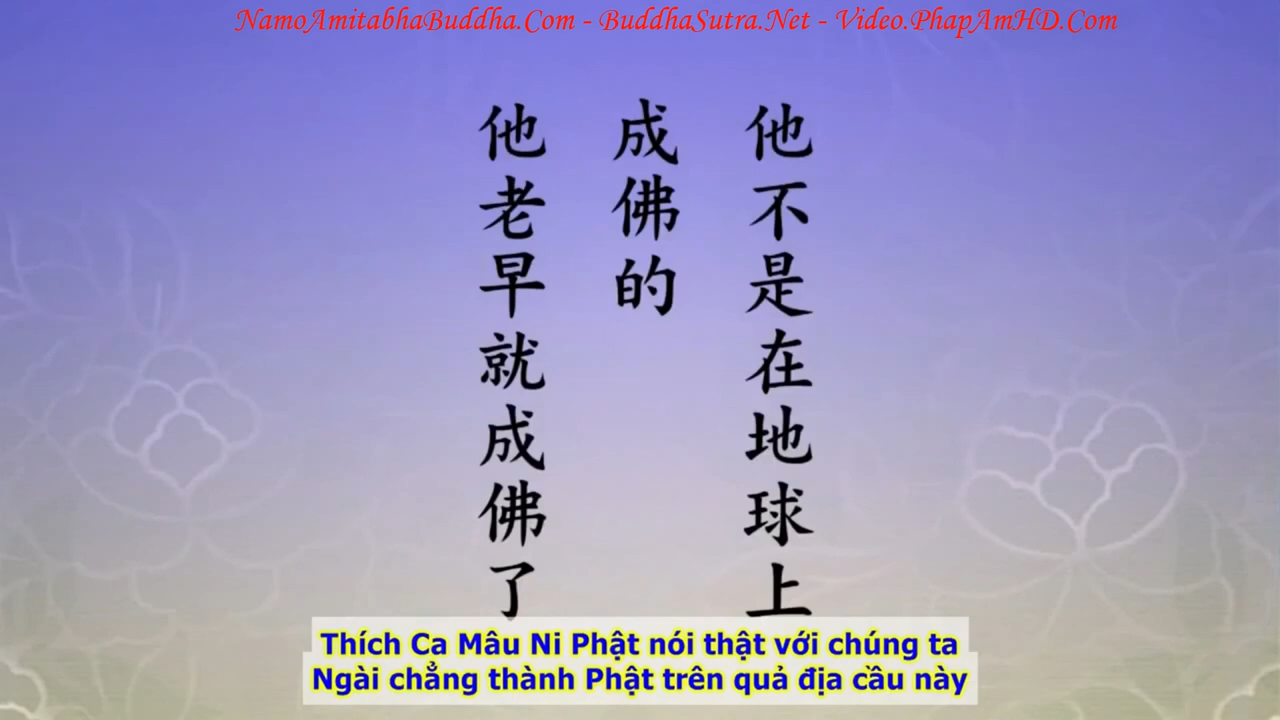 NamoAmitabhaBuddha.Com - BuddhaSutra.Net - Video.PhapAmHD.Com
他不是在地球上
成佛的
他老早就成佛了
Thích Ca Mâu Ni Phật nói thật với chúng ta
Ngài chẳng thành Phật trên quả địa cầu này